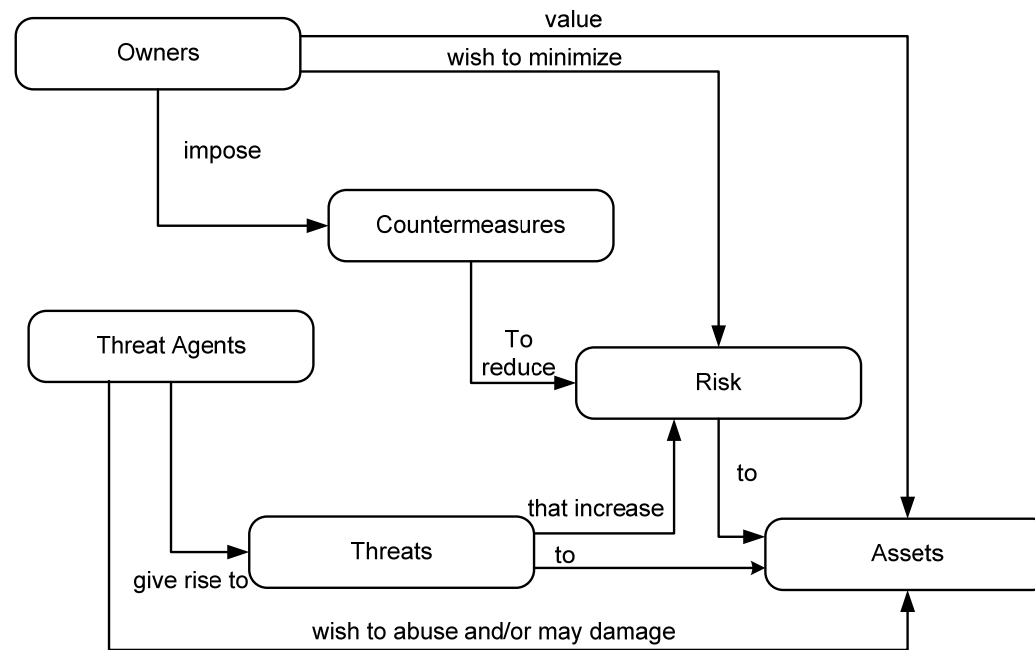 value
Owners
wish to minimize
impose
Countermeasures
To
reduce
Threat Agents
Risk
to
that increase
Threats
to
Assets
give rise to
wish to abuse and/or may damage